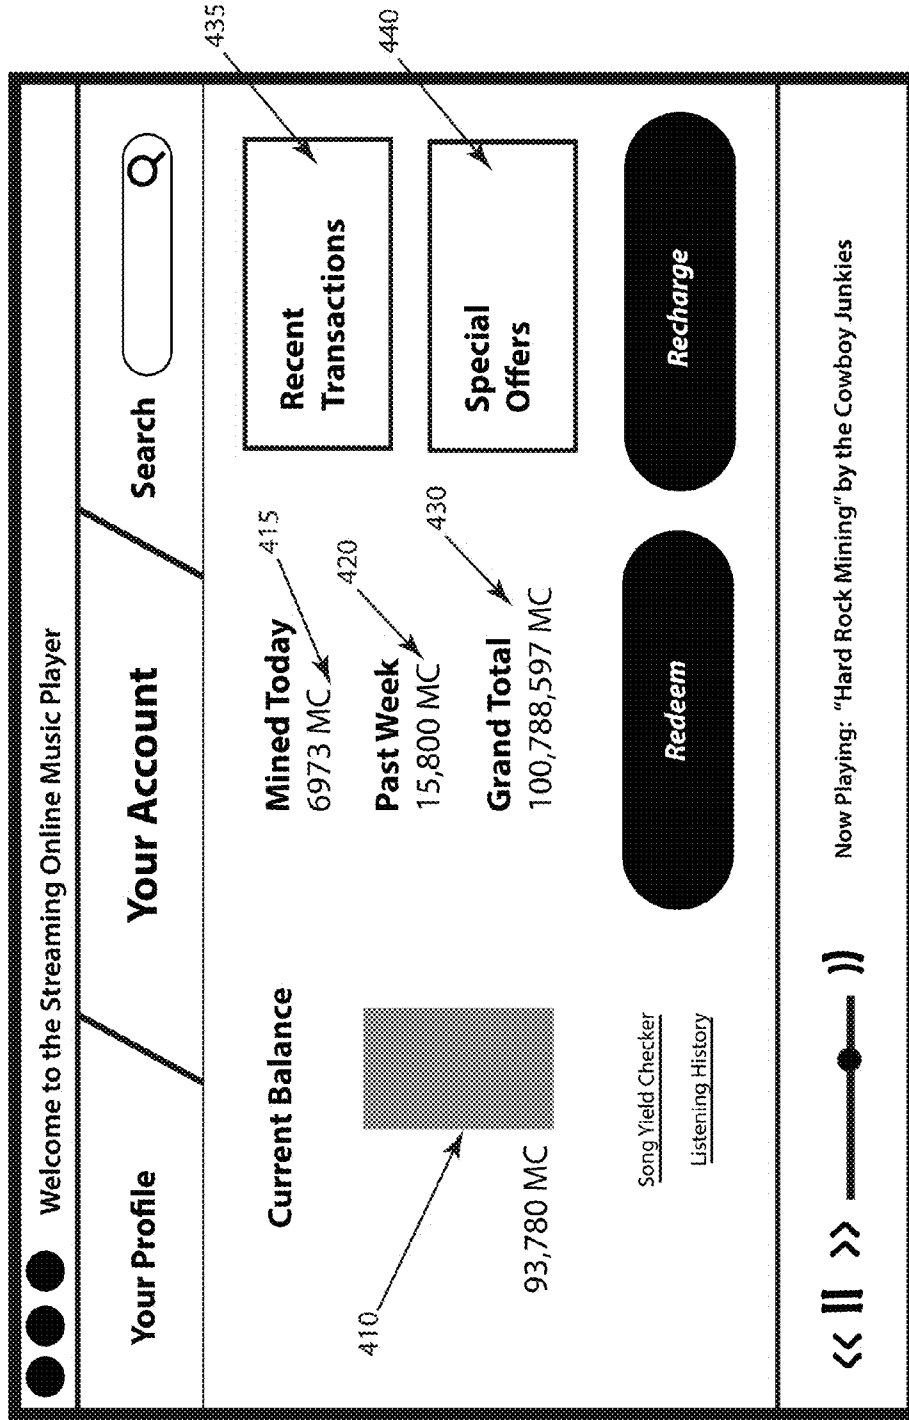 Welcome to the Streaming Online Music Player
Your Profile
Your Account
Search
Current Balance
93,780 MC
410
Mined Today
6973 MC
415
Past Week
15,800 MC
420
Grand Total
100,788,597 MC
430
Recent
Transactions
435
Special
Offers
440
Song Yield Checker
Listening History
Redeem
Recharge
Now Playing: “Hard Rock Mining” by the Cowboy Junkies